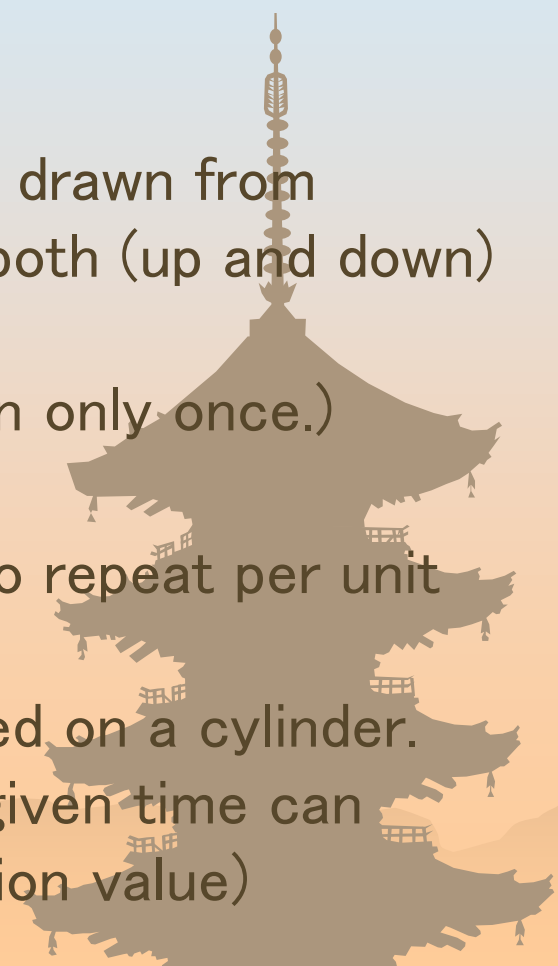 drawn from
both (up and down)
n only once.)
o repeat per unit
ed on a cylinder.
given time can
ion value)